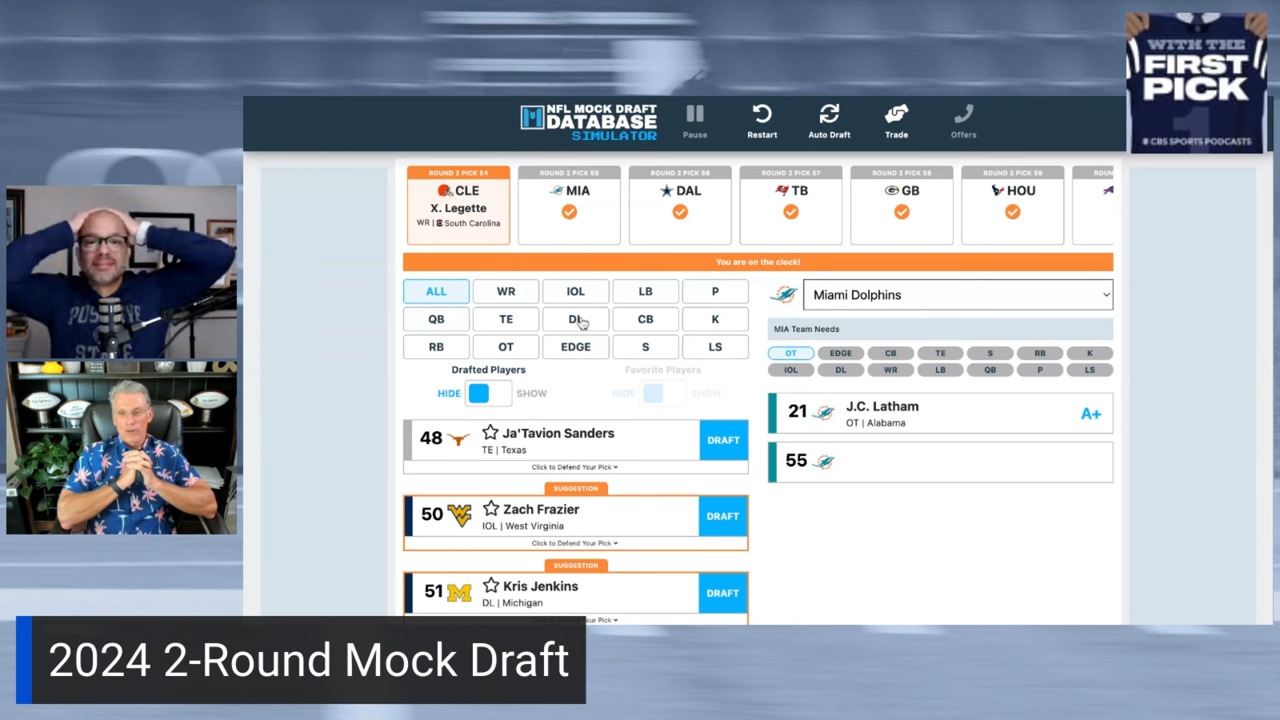 WITH THE
FIRST
PICK
CBS SPORTS PODCASTS
NFL MOCK DRAFT
DATABASE
SIMULATOR
Pause
Restart
Auto Draft
Trade
Offers
ROUND 2 PICK 54
CLE
X. Legette
WR | South Carolina
ROUND 2 PICK 55
MIA
ROUND 2 PICK 56
DAL
ROUND 2 PICK 57
TB
ROUND 2 PICK 58
GB
ROUND 2 PICK 59
HOU
ROUN
You are on the clock!
ALL
WR
IOL
LB
P
QB
TE
DL
CB
K
RB
OT
EDGE
S
LS
Drafted Players
HIDE
SHOW
Favorite Players
HIDE
SHOW
48
Ja'Tavion Sanders
TE | Texas
DRAFT
Click to Defend Your Pick
SUGGESTION
50
Zach Frazier
IOL | West Virginia
DRAFT
Click to Defend Your Pick
SUGGESTION
51
Kris Jenkins
DL | Michigan
DRAFT
Miami Dolphins
MIA Team Needs
OT
EDGE
CB
TE
S
RB
K
IOL
DL
WR
LB
QB
P
LS
21
J.C. Latham
OT | Alabama
A+
55
2024 2-Round Mock Draft